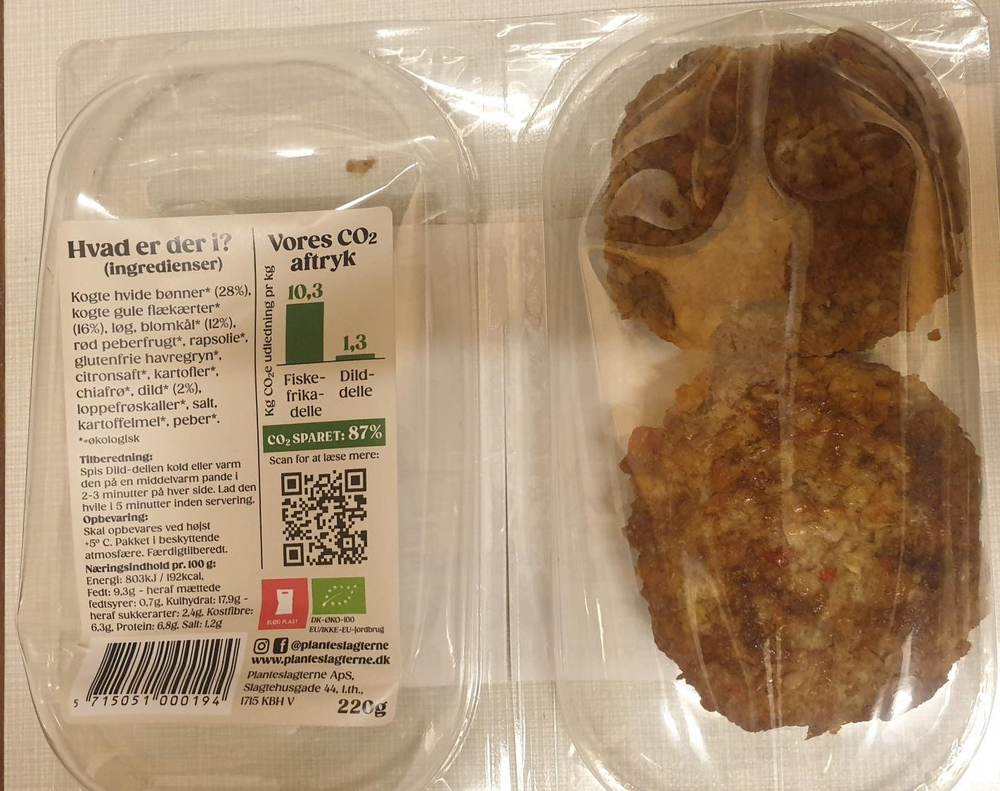 Hvad er der i?
(ingredienser)
Kogte hvide bønner* (28%),
kogte gule flækærter*
(16%), løg, blomkål* (12%),
rød peberfrugt*, rapsolie*,
glutenfrie havregryn*,
citronsaft*, kartofler*,
chiafrø*, dild* (2%),
loppefrøskaller*, salt,
kartoffelmel*, peber*.
*=økologisk
Tilberedning:
Spis Dild-dellen kold eller varm
den på en middelvarm pande i
2-3 minutter på hver side. Lad den
hvile i 5 minutter inden servering.
Opbevaring:
Skal opbevares ved højst
+5° C. Pakket i beskyttende
atmosfære. Færdigtilberedt.
Næringsindhold pr. 100 g:
Energi: 803kJ / 192kcal,
Fedt: 9,3g - heraf mættede
fedtsyrer: 0,7g, Kulhydrat: 17,9g -
heraf sukkerarter: 2,4g, Kostfibre:
6,3g, Protein: 6,8g, Salt: 1,2g
5 715051 000194
Vores CO2
aftryk
Kg CO2e udledning pr kg
10,3
1,3
Fiske-
frika-
delle
Dild-
delle
CO2 SPARET: 87%
Scan for at læse mere:
BLØD PLAST
DK-ØKO-100
EU/IKKE-EU-Jordbrug
@planteslagterne
www.planteslagterne.dk
Planteslagterne ApS,
Slagtehusgade 44, 1.th.,
1715 KBH V
220g